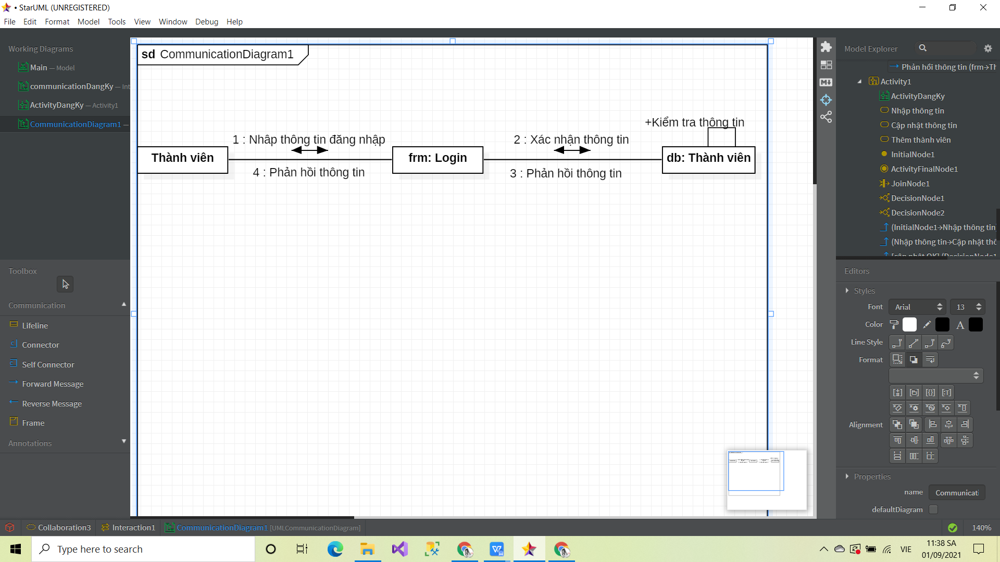 • StarUML (UNREGISTERED)
File Edit Format Model Tools View Window Debug Help
Working Diagrams
Main — Model
communicationDangKy — Int
ActivityDangKy — Activity1
CommunicationDiagram1 —
Toolbox
Communication
Lifeline
Connector
Self Connector
Forward Message
Reverse Message
Frame
Annotations
sd CommunicationDiagram1
+Kiểm tra thông tin
1 : Nhâp thông tin đăng nhập
2 : Xác nhận thông tin
Thành viên
frm: Login
db: Thành viên
4 : Phản hồi thông tin
3 : Phản hồi thông tin
Model Explorer
Phản hồi thông tin (frm→Th
Activity1
ActivityDangKy
Nhập thông tin
Cập nhật thông tin
Thêm thành viên
InitialNode1
ActivityFinalNode1
JoinNode1
DecisionNode1
DecisionNode2
(InitialNode1→Nhập thông tin)
(Nhập thông tin→Cập nhật thô
[cập nhật OK] (DecisionNode1
Editors
Styles
Font Arial 13
Color
Line Style
Format
Alignment
Properties
name Communicati
defaultDiagram
Collaboration3 Interaction1 CommunicationDiagram1 [UMLCommunicationDiagram]
140%
Type here to search
VIE
11:38 SA
01/09/2021